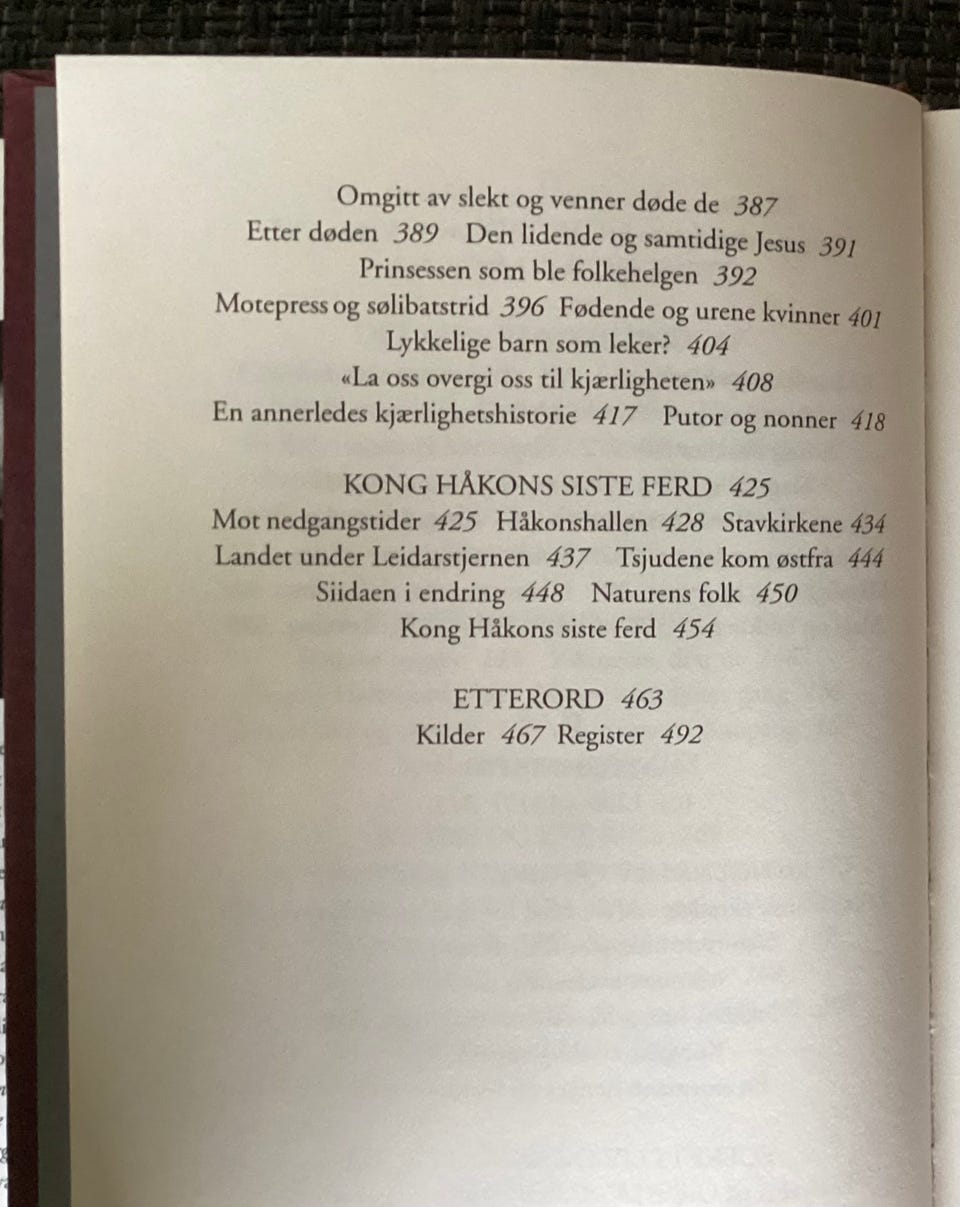 Omgitt av slekt og venner døde de 387
Etter døden 389 Den lidende og samtidige Jesus 391
Prinsessen som ble folkehelgen 392
Motepress og sølibatstrid 396 Fødende og urene kvinner 401
Lykkelige barn som leker? 404
«La oss overgi oss til kjærligheten» 408
En annerledes kjærlighetshistorie 417 Putor og nonner 418
KONG HÅKONS SISTE FERD 425
Mot nedgangstider 425 Håkonshallen 428 Stavkirkene 434
Landet under Leidarstjernen 437 Tsjudene kom østfra 444
Siidaen i endring 448 Naturens folk 450
Kong Håkons siste ferd 454
ETTERORD 463
Kilder 467 Register 492